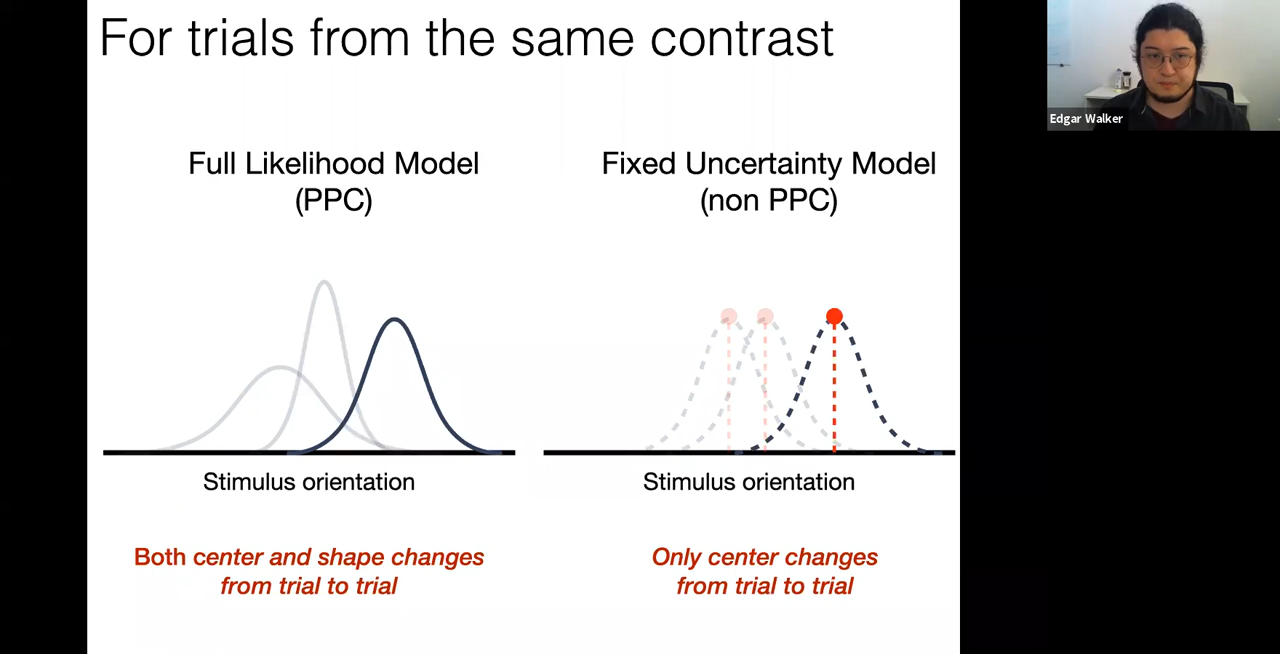 For trials from the same contrast
Edgar Walker
Full Likelihood Model
(PPC)
Fixed Uncertainty Model
(non PPC)
Stimulus orientation
Stimulus orientation
Both center and shape changes
from trial to trial
Only center changes
from trial to trial